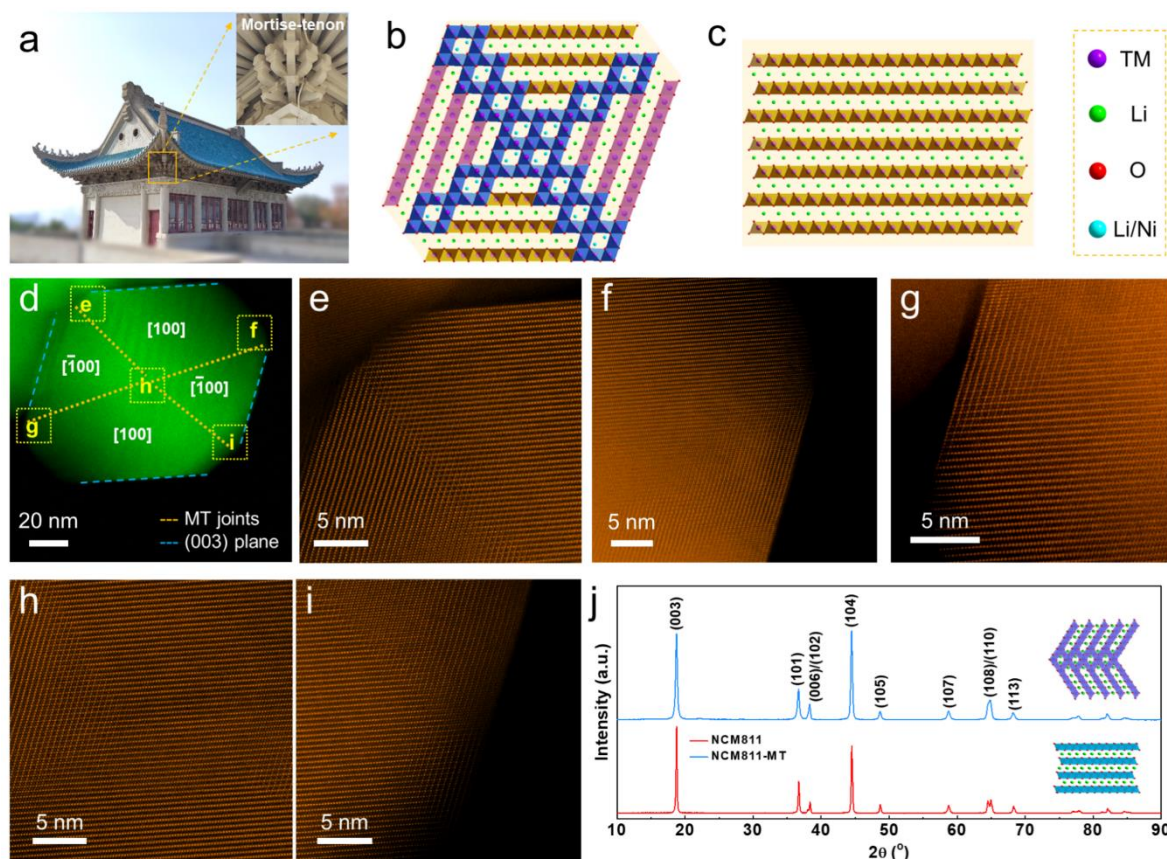 a
Mortise-tenon
b
c
TM
Li
O
Li/Ni
d
e
[100]
f
[1̄00]
h
[1̄00]
g
[100]
i
20 nm
MT joints
(003) plane
e
5 nm
f
5 nm
g
5 nm
h
5 nm
i
5 nm
j
Intensity (a.u.)
(003)
(101)
(006)/(102)
(104)
(105)
(107)
(108)/(110)
(113)
NCM811
NCM811-MT
10 20 30 40 50 60 70 80 90
2θ (°)